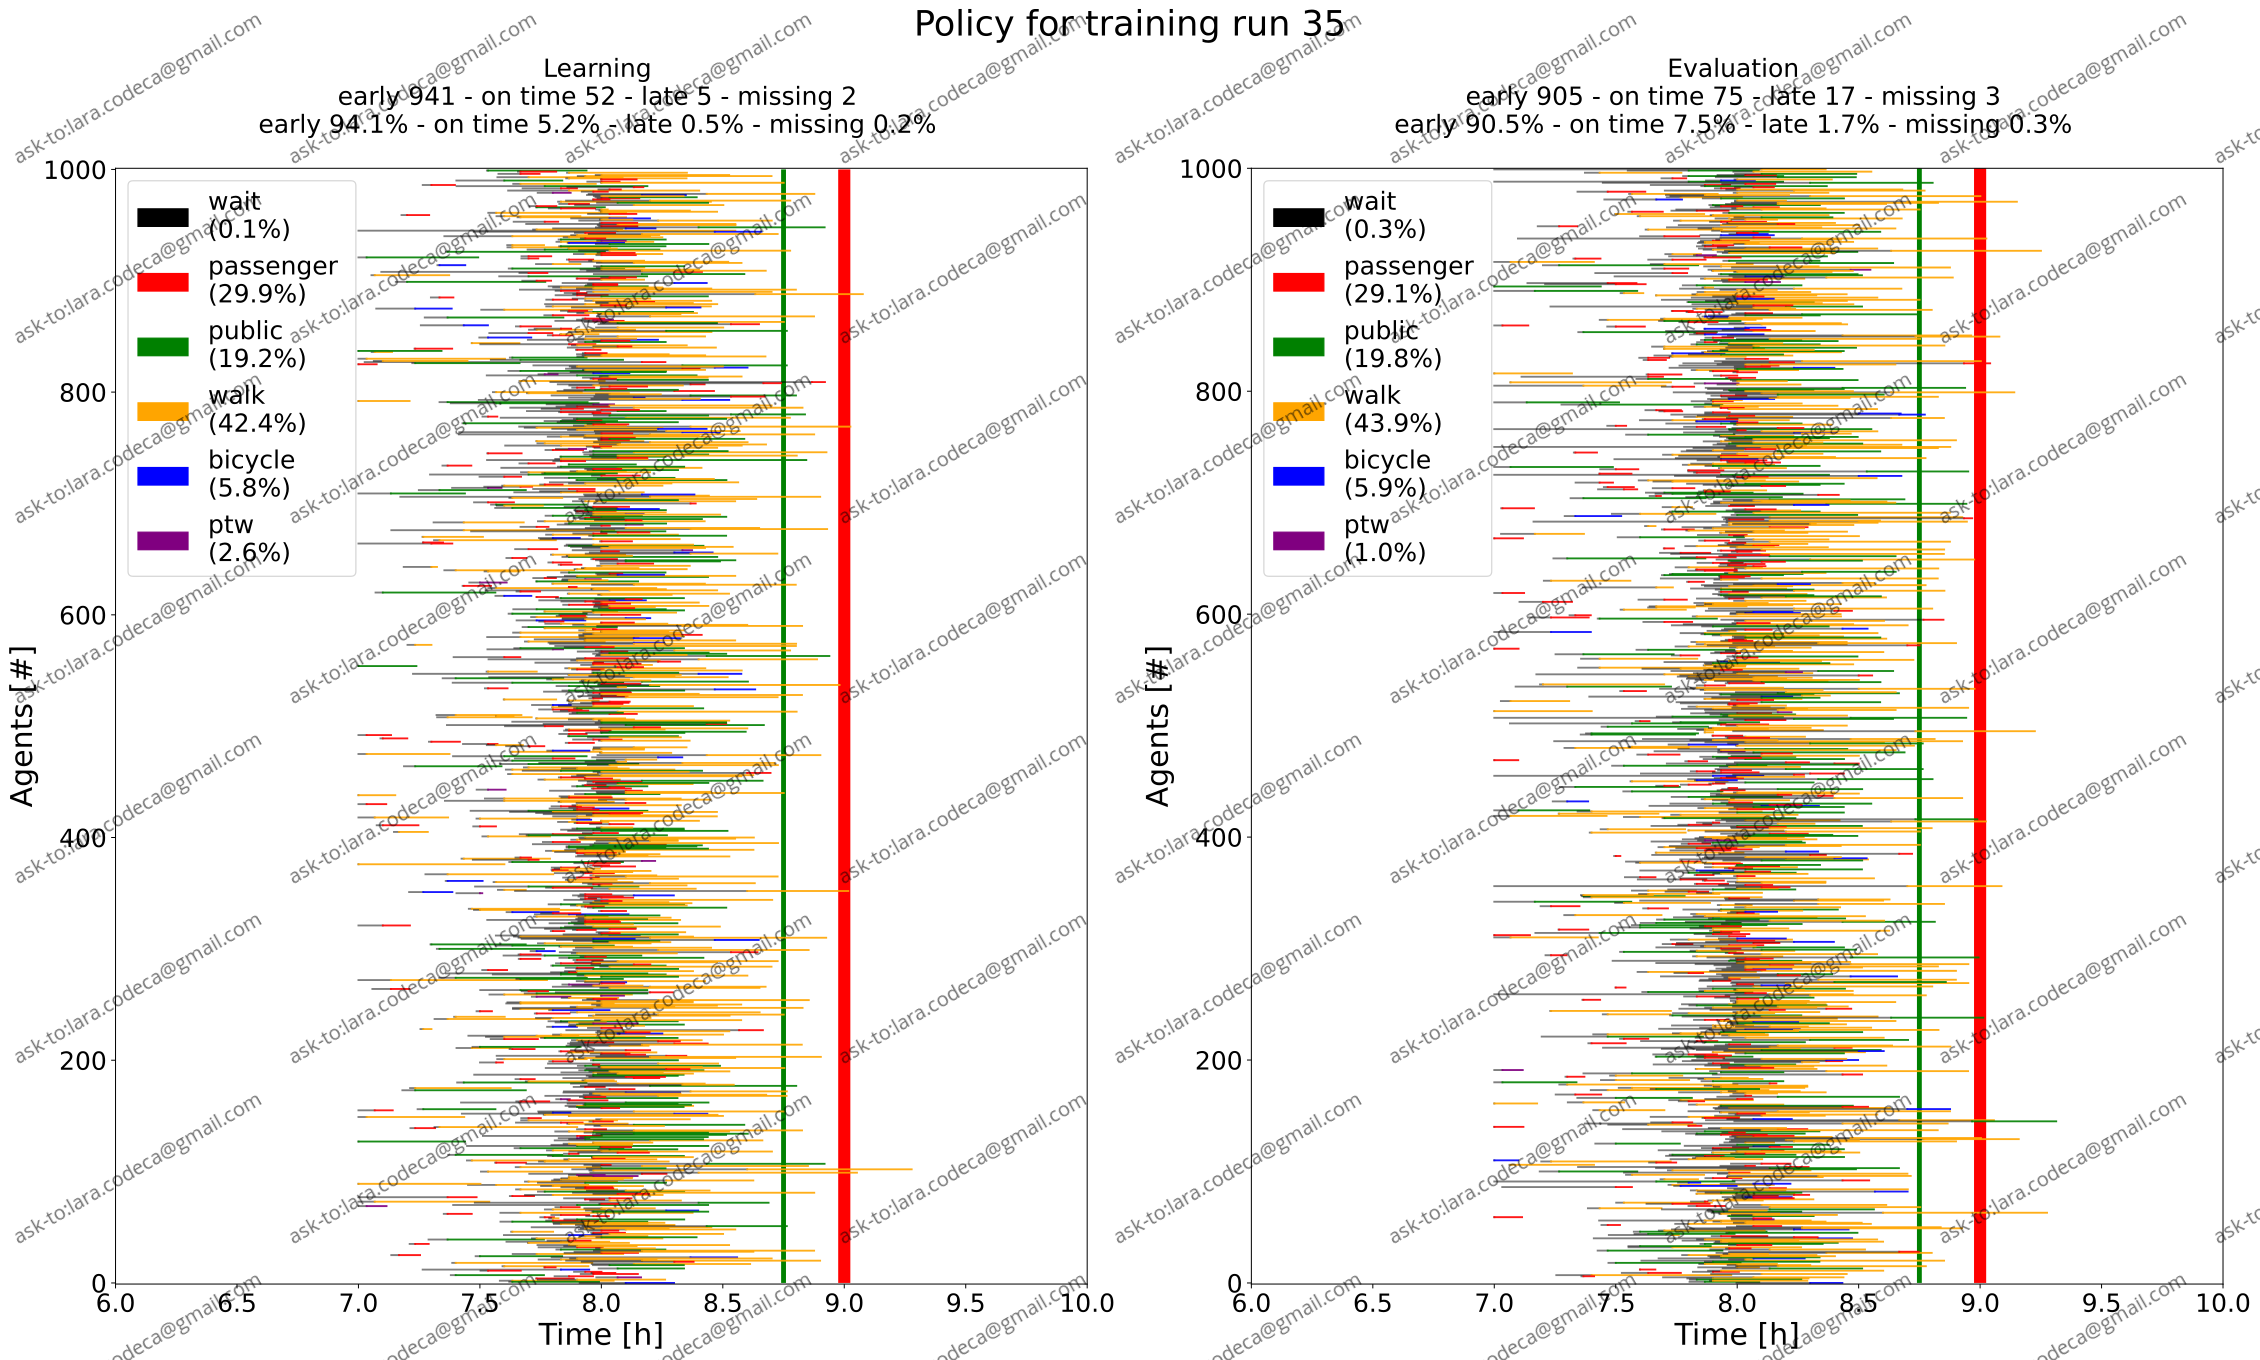 Policy for training run 35
Learning
early 941 - on time 52 - late 5 - missing 2
early 94.1% - on time 5.2% - late 0.5% - missing 0.2%
1000
800
600
400
200
0
Agents [#]
wait
(0.1%)
passenger
(29.9%)
public
(19.2%)
walk
(42.4%)
bicycle
(5.8%)
ptw
(2.6%)
6.0 6.5 7.0 7.5 8.0 8.5 9.0 9.5 10.0
Time [h]
Evaluation
early 905 - on time 75 - late 17 - missing 3
early 90.5% - on time 7.5% - late 1.7% - missing 0.3%
1000
800
600
400
200
0
Agents [#]
wait
(0.3%)
passenger
(29.1%)
public
(19.8%)
walk
(43.9%)
bicycle
(5.9%)
ptw
(1.0%)
6.0 6.5 7.0 7.5 8.0 8.5 9.0 9.5 10.0
Time [h]
ask-to:lara.codeca@gmail.com